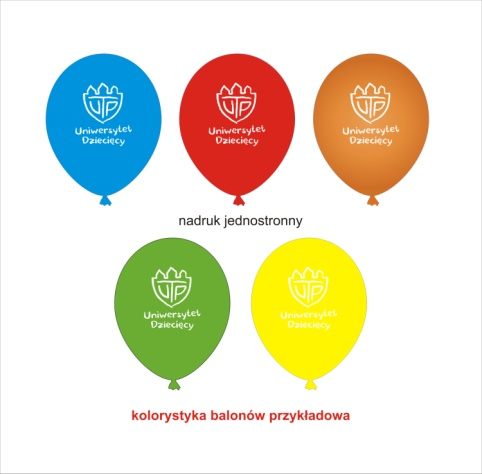 UTP
Uniwersytet
Dziecięcy
UTP
Uniwersytet
Dziecięcy
UTP
Uniwersytet
Dziecięcy
nadruk jednostronny
UTP
Uniwersytet
Dziecięcy
UTP
Uniwersytet
Dziecięcy
kolorystyka balonów przykładowa